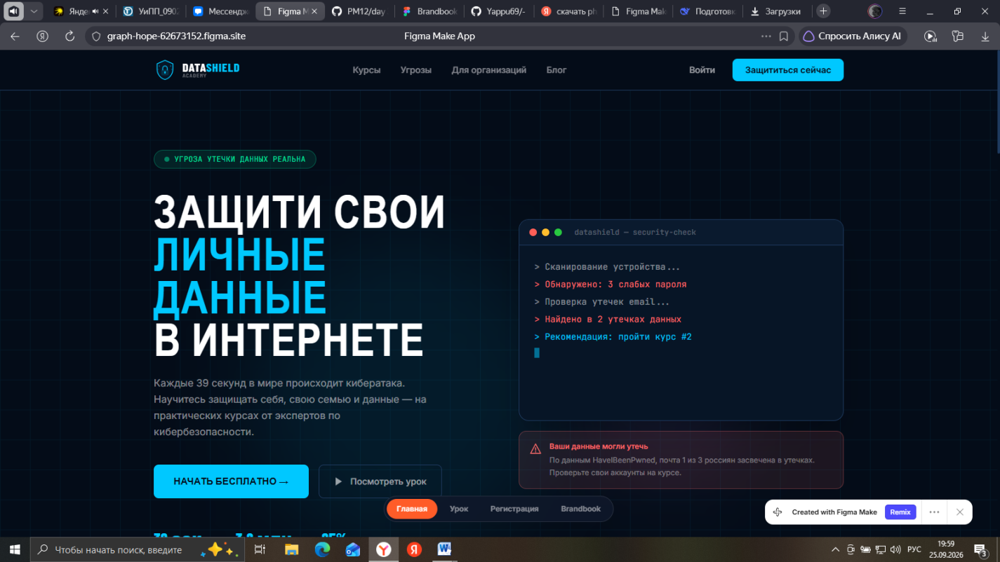 Янде
УиПП_090
Мессендж
Figma M
PM12/day
Brandbook
Yappu69/-
скачать ph
Figma Mak
Подготовк
Загрузки
graph-hope-62673152.figma.site
Figma Make App
Спросить Алису AI
DATASHIELD
ACADEMY
Курсы
Угрозы
Для организаций
Блог
Войти
Защититься сейчас
УГРОЗА УТЕЧКИ ДАННЫХ РЕАЛЬНА
ЗАЩИТИ СВОИ
ЛИЧНЫЕ
ДАННЫЕ
В ИНТЕРНЕТЕ
Каждые 39 секунд в мире происходит кибератака.
Научитесь защищать себя, свою семью и данные — на
практических курсах от экспертов по
кибербезопасности.
НАЧАТЬ БЕСПЛАТНО →
Посмотреть урок
datashield — security-check
> Сканирование устройства...
> Обнаружено: 3 слабых пароля
> Проверка утечек email...
> Найдено в 2 утечках данных
> Рекомендация: пройти курс #2
Ваши данные могли утечь
По данным HaveIBeenPwned, почта 1 из 3 россиян засвечена в утечках.
Проверьте свои аккаунты на курсе.
Главная
Урок
Регистрация
Brandbook
Created with Figma Make
Remix
Чтобы начать поиск, введите
РУС
19:59
25.09.2026
3